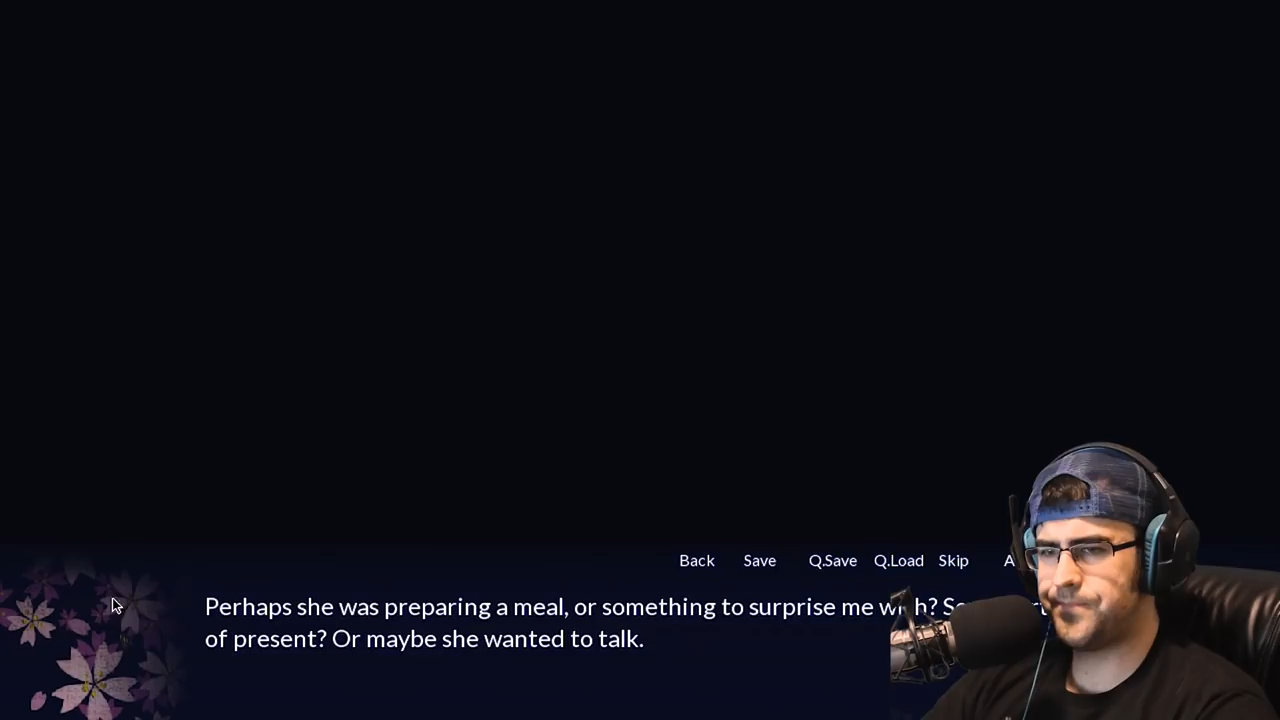 Back Save Q.Save Q.Load Skip A
Perhaps she was preparing a meal, or something to surprise me
of present? Or maybe she wanted to talk.